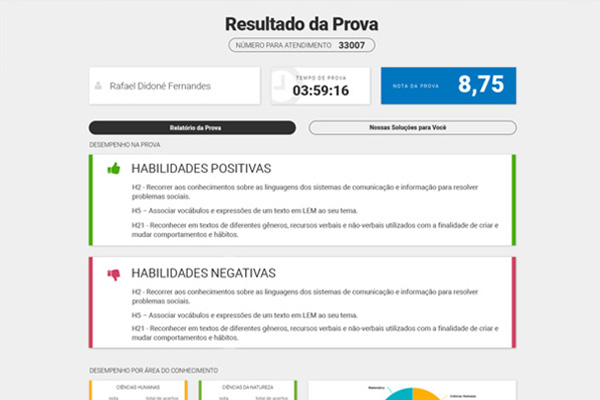 Resultado da Prova
NÚMERO PARA ATENDIMENTO 33007
Rafael Didoné Fernandes
TEMPO DE PROVA
03:59:16
NOTA DA PROVA 8,75
Relatório da Prova
Nossas Soluções para Você
DESEMPENHO NA PROVA
HABILIDADES POSITIVAS
H2 - Recorrer aos conhecimentos sobre as linguagens dos sistemas de comunicação e informação para resolver
problemas sociais.
H5 – Associar vocábulos e expressões de um texto em LEM ao seu tema.
H21 - Reconhecer em textos de diferentes gêneros, recursos verbais e não-verbais utilizados com a finalidade de criar e
mudar comportamentos e hábitos.
HABILIDADES NEGATIVAS
H2 - Recorrer aos conhecimentos sobre as linguagens dos sistemas de comunicação e informação para resolver
problemas sociais.
H5 – Associar vocábulos e expressões de um texto em LEM ao seu tema.
H21 - Reconhecer em textos de diferentes gêneros, recursos verbais e não-verbais utilizados com a finalidade de criar e
mudar comportamentos e hábitos.
DESEMPENHO POR ÁREA DO CONHECIMENTO
CIÊNCIAS HUMANAS
CIÊNCIAS DA NATUREZA
Matemática
Ciências Humanas
nota total de acertos
nota total de acertos